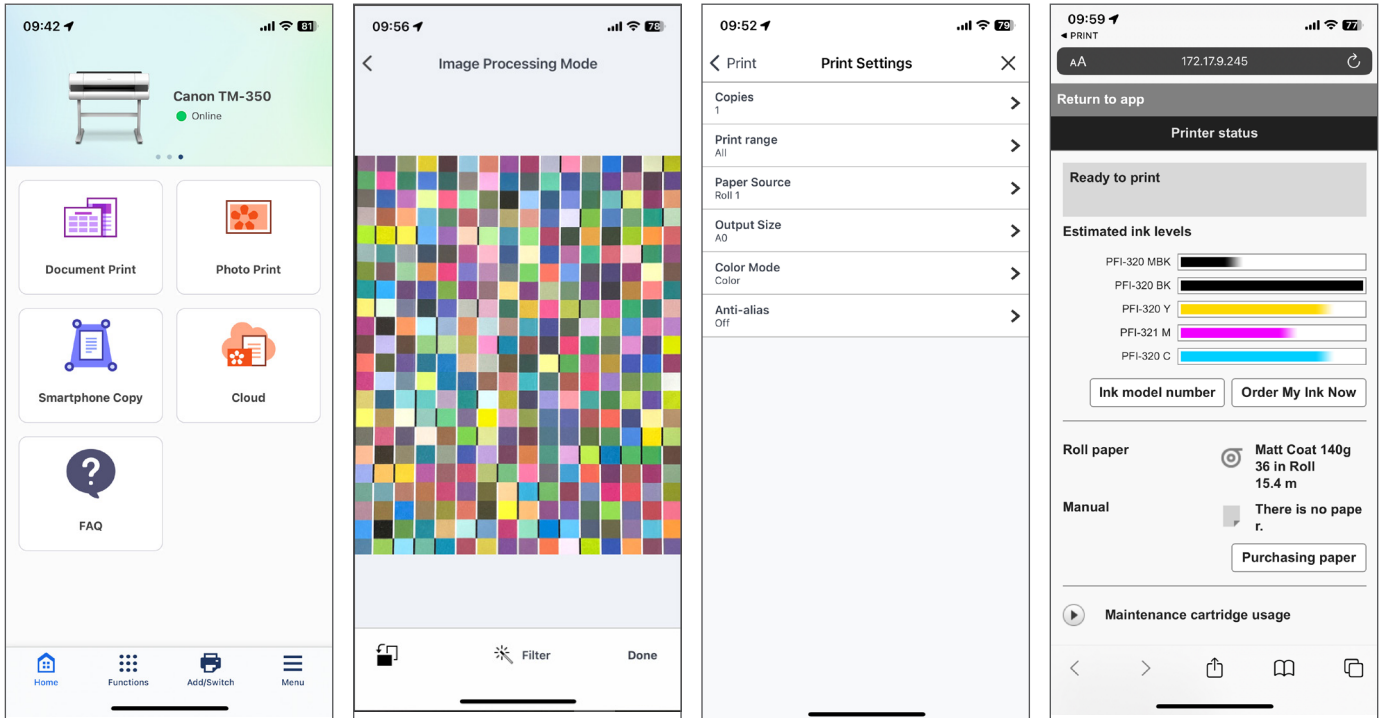 09:42
81
Canon TM-350
Online
Document Print
Photo Print
Smartphone Copy
Cloud
?
FAQ
Home
Functions
Add/Switch
Menu
09:56
78
Image Processing Mode
Filter
Done
09:52
79
Print
Print Settings
Copies
1
Print range
All
Paper Source
Roll 1
Output Size
A0
Color Mode
Color
Anti-alias
Off
09:59
77
PRINT
AA
172.17.9.245
Return to app
Printer status
Ready to print
Estimated ink levels
PFI-320 MBK
PFI-320 BK
PFI-320 Y
PFI-321 M
PFI-320 C
Ink model number
Order My Ink Now
Roll paper
Matt Coat 140g
36 in Roll
15.4 m
Manual
There is no pape
r.
Purchasing paper
Maintenance cartridge usage